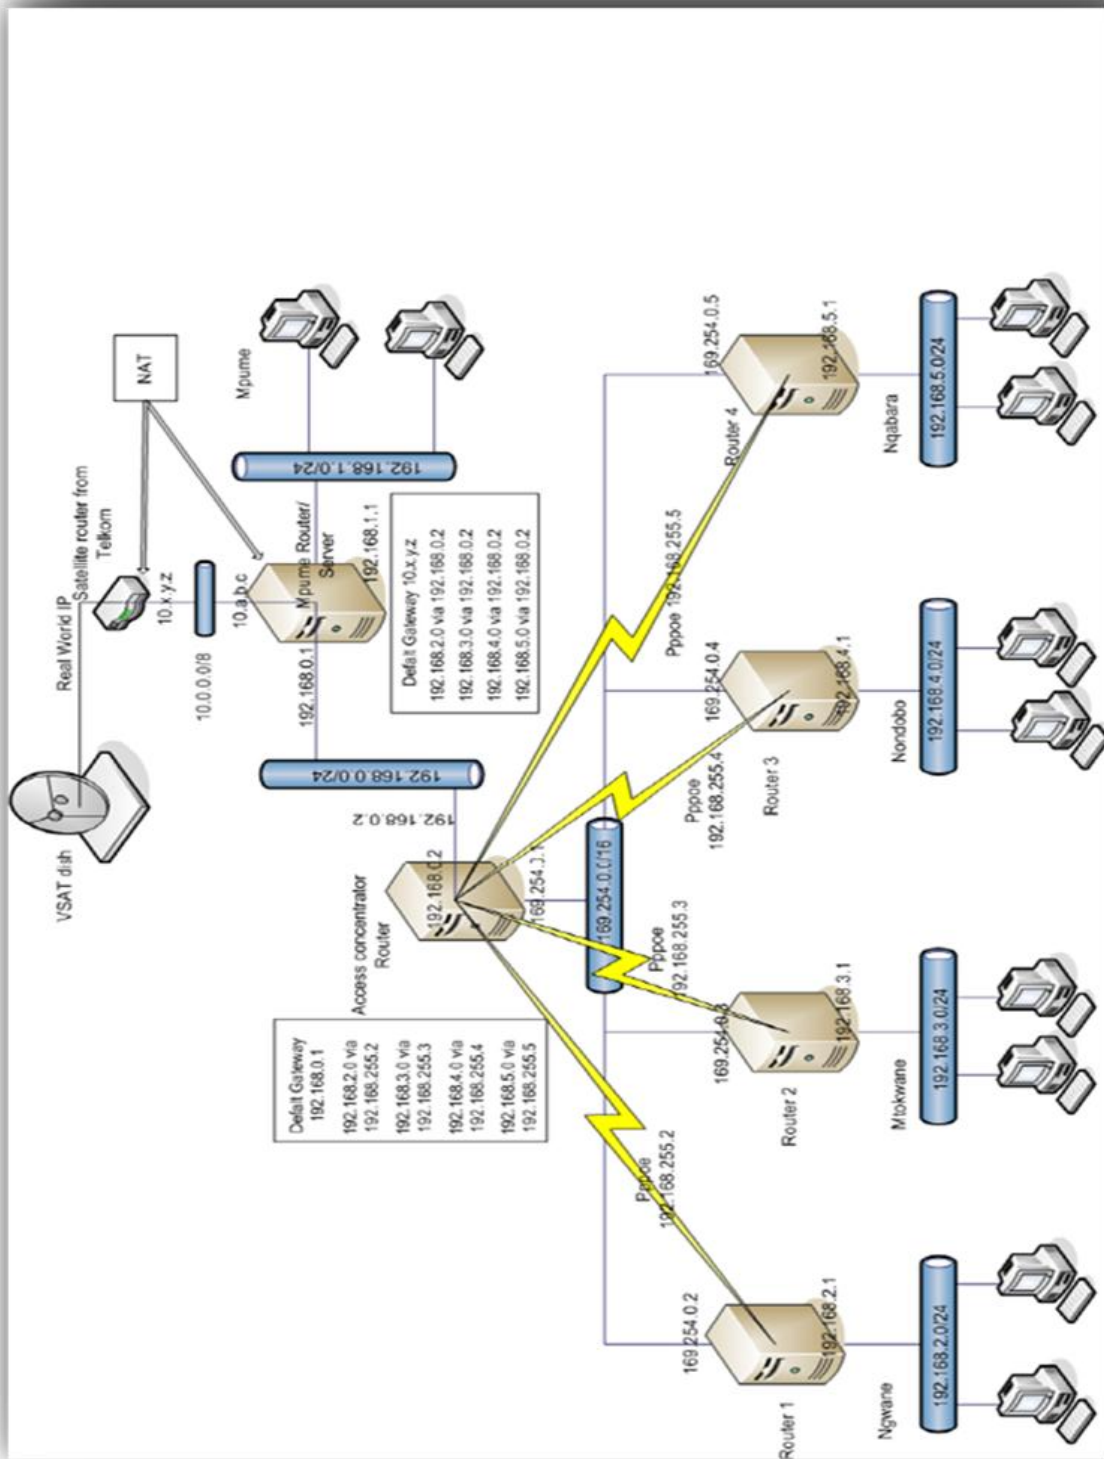 VSAT dish
Real World IP
Satellite router from
Telkom
NAT
10.x.y.z
10.0.0.0/8
10.a.b.c
Mpume Router/
Server
192.168.0.1
192.168.1.1
192.168.1.0/24
Mpume
192.168.0.0/24
192.168.0.2
Defalt Gateway 10.x.y.z
192.168.2.0 via 192.168.0.2
192.168.3.0 via 192.168.0.2
192.168.4.0 via 192.168.0.2
192.168.5.0 via 192.168.0.2
Access concentrator
Router
192.168.0.2
169.254.0.1
Defalt Gateway
192.168.0.1
192.168.2.0 via
192.168.255.2
192.168.3.0 via
192.168.255.3
192.168.4.0 via
192.168.255.4
192.168.5.0 via
192.168.255.5
169.254.0.0/16
Pppoe
192.168.255.2
Pppoe
192.168.255.3
Pppoe
192.168.255.4
Pppoe 192.168.255.5
169.254.0.2
169.254.0.3
169.254.0.4
169.254.0.5
Router 1
Router 2
Router 3
Router 4
192.168.2.1
192.168.3.1
192.168.4.1
192.168.5.1
Ngwane
Mtokwane
Nondobo
Nqabara
192.168.2.0/24
192.168.3.0/24
192.168.4.0/24
192.168.5.0/24